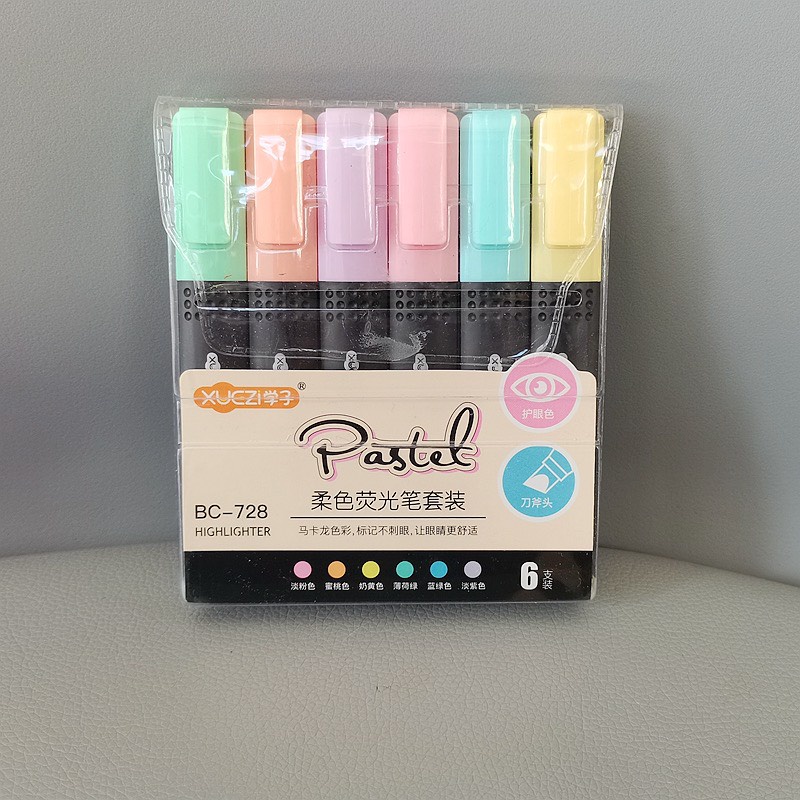 XUEZi学子®
护眼色
Pastel
刀斧头
柔色荧光笔套装
BC-728
HIGHLIGHTER
马卡龙色彩,标记不刺眼,让眼睛更舒适
淡粉色 蜜桃色 奶黄色 薄荷绿 蓝绿色 淡紫色
6支装